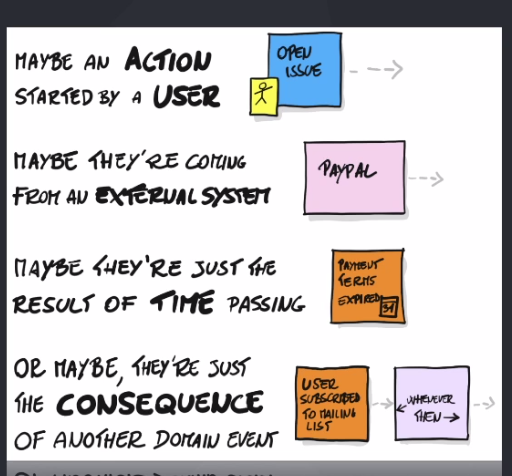 MAYBE AN ACTION
STARTED BY A USER
OPEN
ISSUE
MAYBE THEY'RE COMING
FROM AN EXTERNAL SYSTEM
PAYPAL
MAYBE THEY'RE JUST THE
RESULT OF TIME PASSING
PAYMENT
TERMS
EXPIRED
31
OR MAYBE, THEY'RE JUST
THE CONSEQUENCE
OF ANOTHER DOMAIN EVENT
USER
SUBSCRIBED
TO MAILING
LIST
WHENEVER
THEN